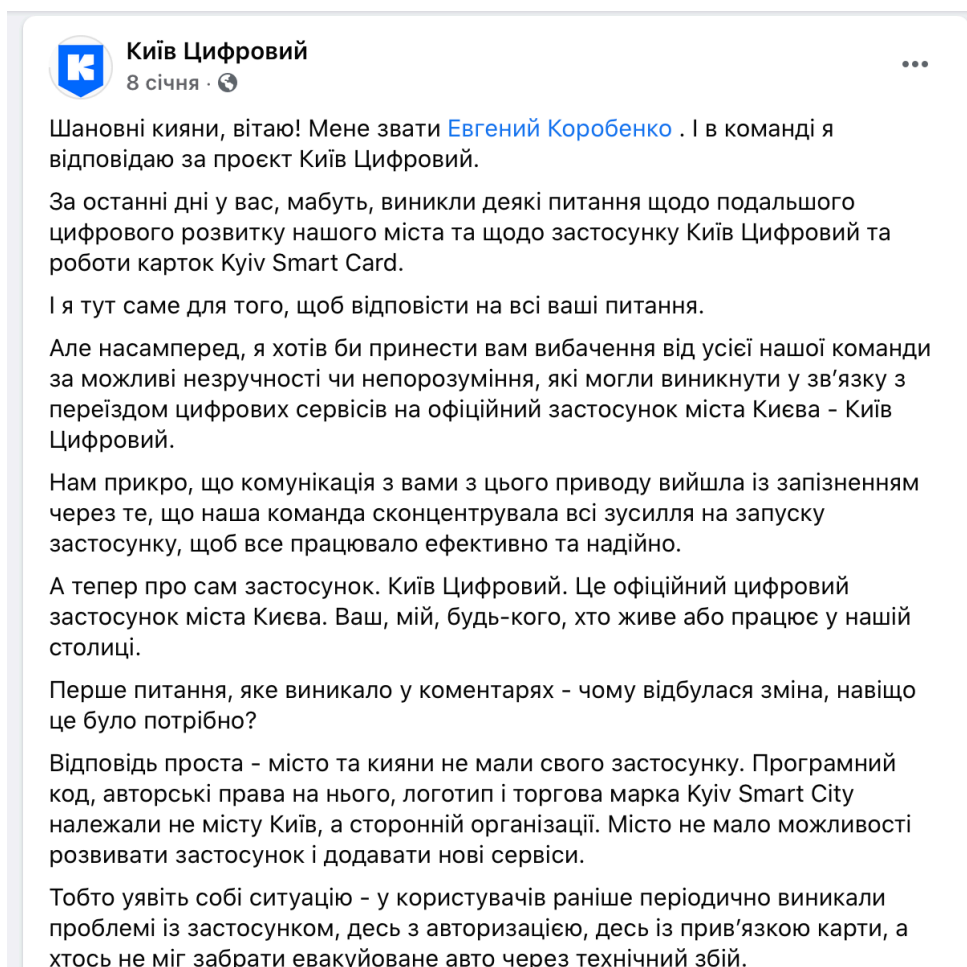 Київ Цифровий
8 січня ·
Шановні кияни, вітаю! Мене звати Евгений Коробенко . І в команді я
відповідаю за проєкт Київ Цифровий.
За останні дні у вас, мабуть, виникли деякі питання щодо подальшого
цифрового розвитку нашого міста та щодо застосунку Київ Цифровий та
роботи карток Kyiv Smart Card.
І я тут саме для того, щоб відповісти на всі ваші питання.
Але насамперед, я хотів би принести вам вибачення від усієї нашої команди
за можливі незручності чи непорозуміння, які могли виникнути у зв’язку з
переїздом цифрових сервісів на офіційний застосунок міста Києва - Київ
Цифровий.
Нам прикро, що комунікація з вами з цього приводу вийшла із запізненням
через те, що наша команда сконцентрувала всі зусилля на запуску
застосунку, щоб все працювало ефективно та надійно.
А тепер про сам застосунок. Київ Цифровий. Це офіційний цифровий
застосунок міста Києва. Ваш, мій, будь-кого, хто живе або працює у нашій
столиці.
Перше питання, яке виникало у коментарях - чому відбулася зміна, навіщо
це було потрібно?
Відповідь проста - місто та кияни не мали свого застосунку. Програмний
код, авторські права на нього, логотип і торгова марка Kyiv Smart City
належали не місту Київ, а сторонній організації. Місто не мало можливості
розвивати застосунок і додавати нові сервіси.
Тобто уявіть собі ситуацію - у користувачів раніше періодично виникали
проблемі із застосунком, десь з авторизацією, десь із прив’язкою карти, а
хтось не міг забрати евакуйоване авто через технічний збій.